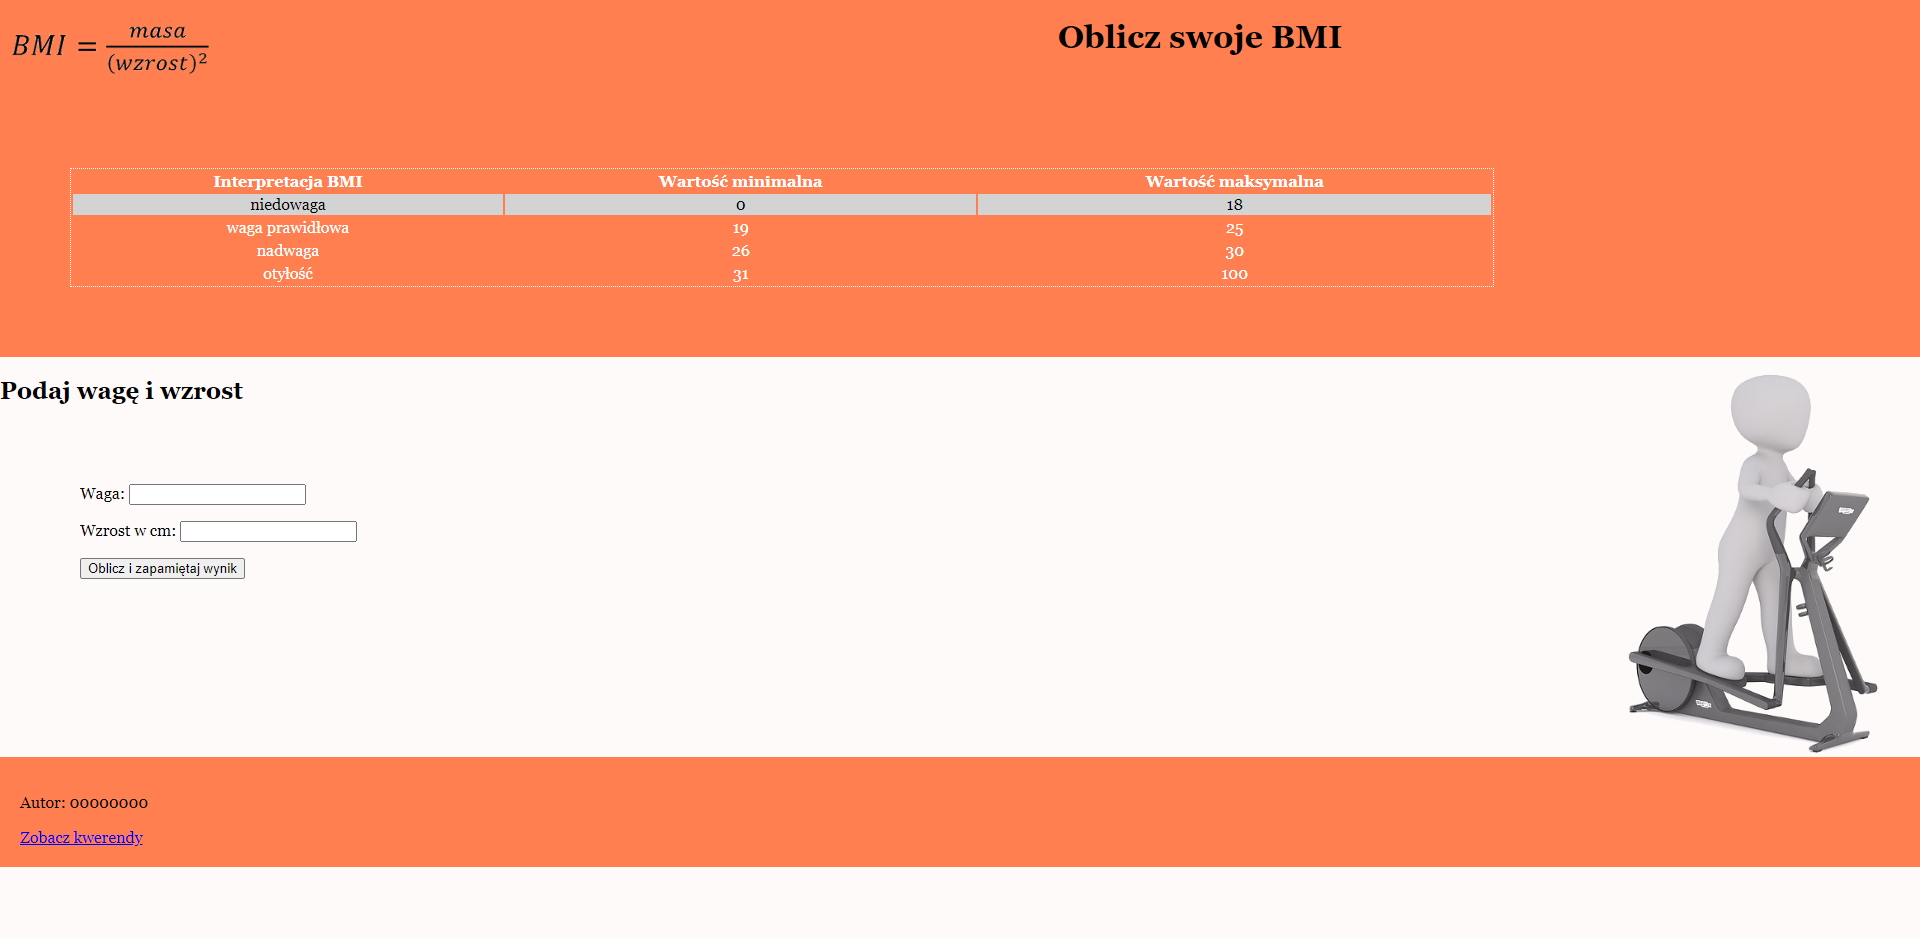 BMI = masa / (wzrost)²
Oblicz swoje BMI
Interpretacja BMI Wartość minimalna Wartość maksymalna
niedowaga 0 18
waga prawidłowa 19 25
nadwaga 26 30
otyłość 31 100
Podaj wagę i wzrost
Waga:
Wzrost w cm:
Oblicz i zapamiętaj wynik
Autor: 00000000
Zobacz kwerendy